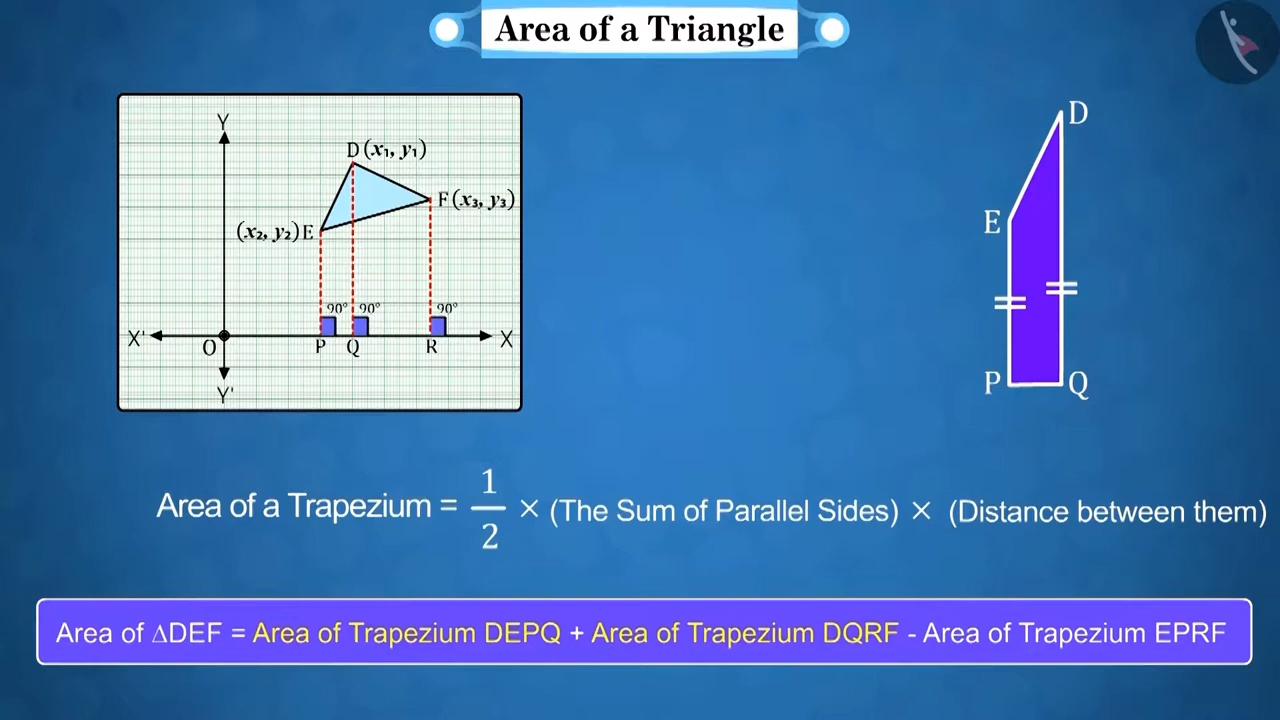 Area of a Triangle
Y
D (x₁, y₁)
F (x₃, y₃)
(x₂, y₂) E
90° 90° 90°
X' O P Q R X
Y'
D
E
P Q
Area of a Trapezium = 1/2 × (The Sum of Parallel Sides) × (Distance between them)
Area of ∆DEF = Area of Trapezium DEPQ + Area of Trapezium DQRF - Area of Trapezium EPRF